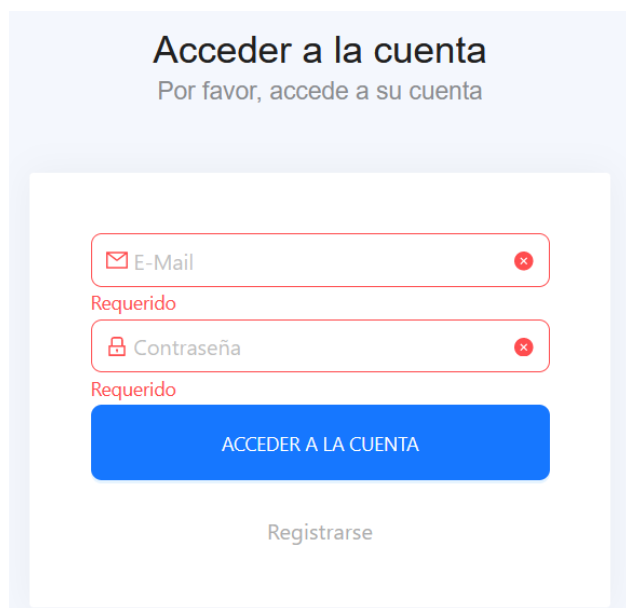 Acceder a la cuenta
Por favor, accede a su cuenta
E-Mail
Requerido
Contraseña
Requerido
ACCEDER A LA CUENTA
Registrarse